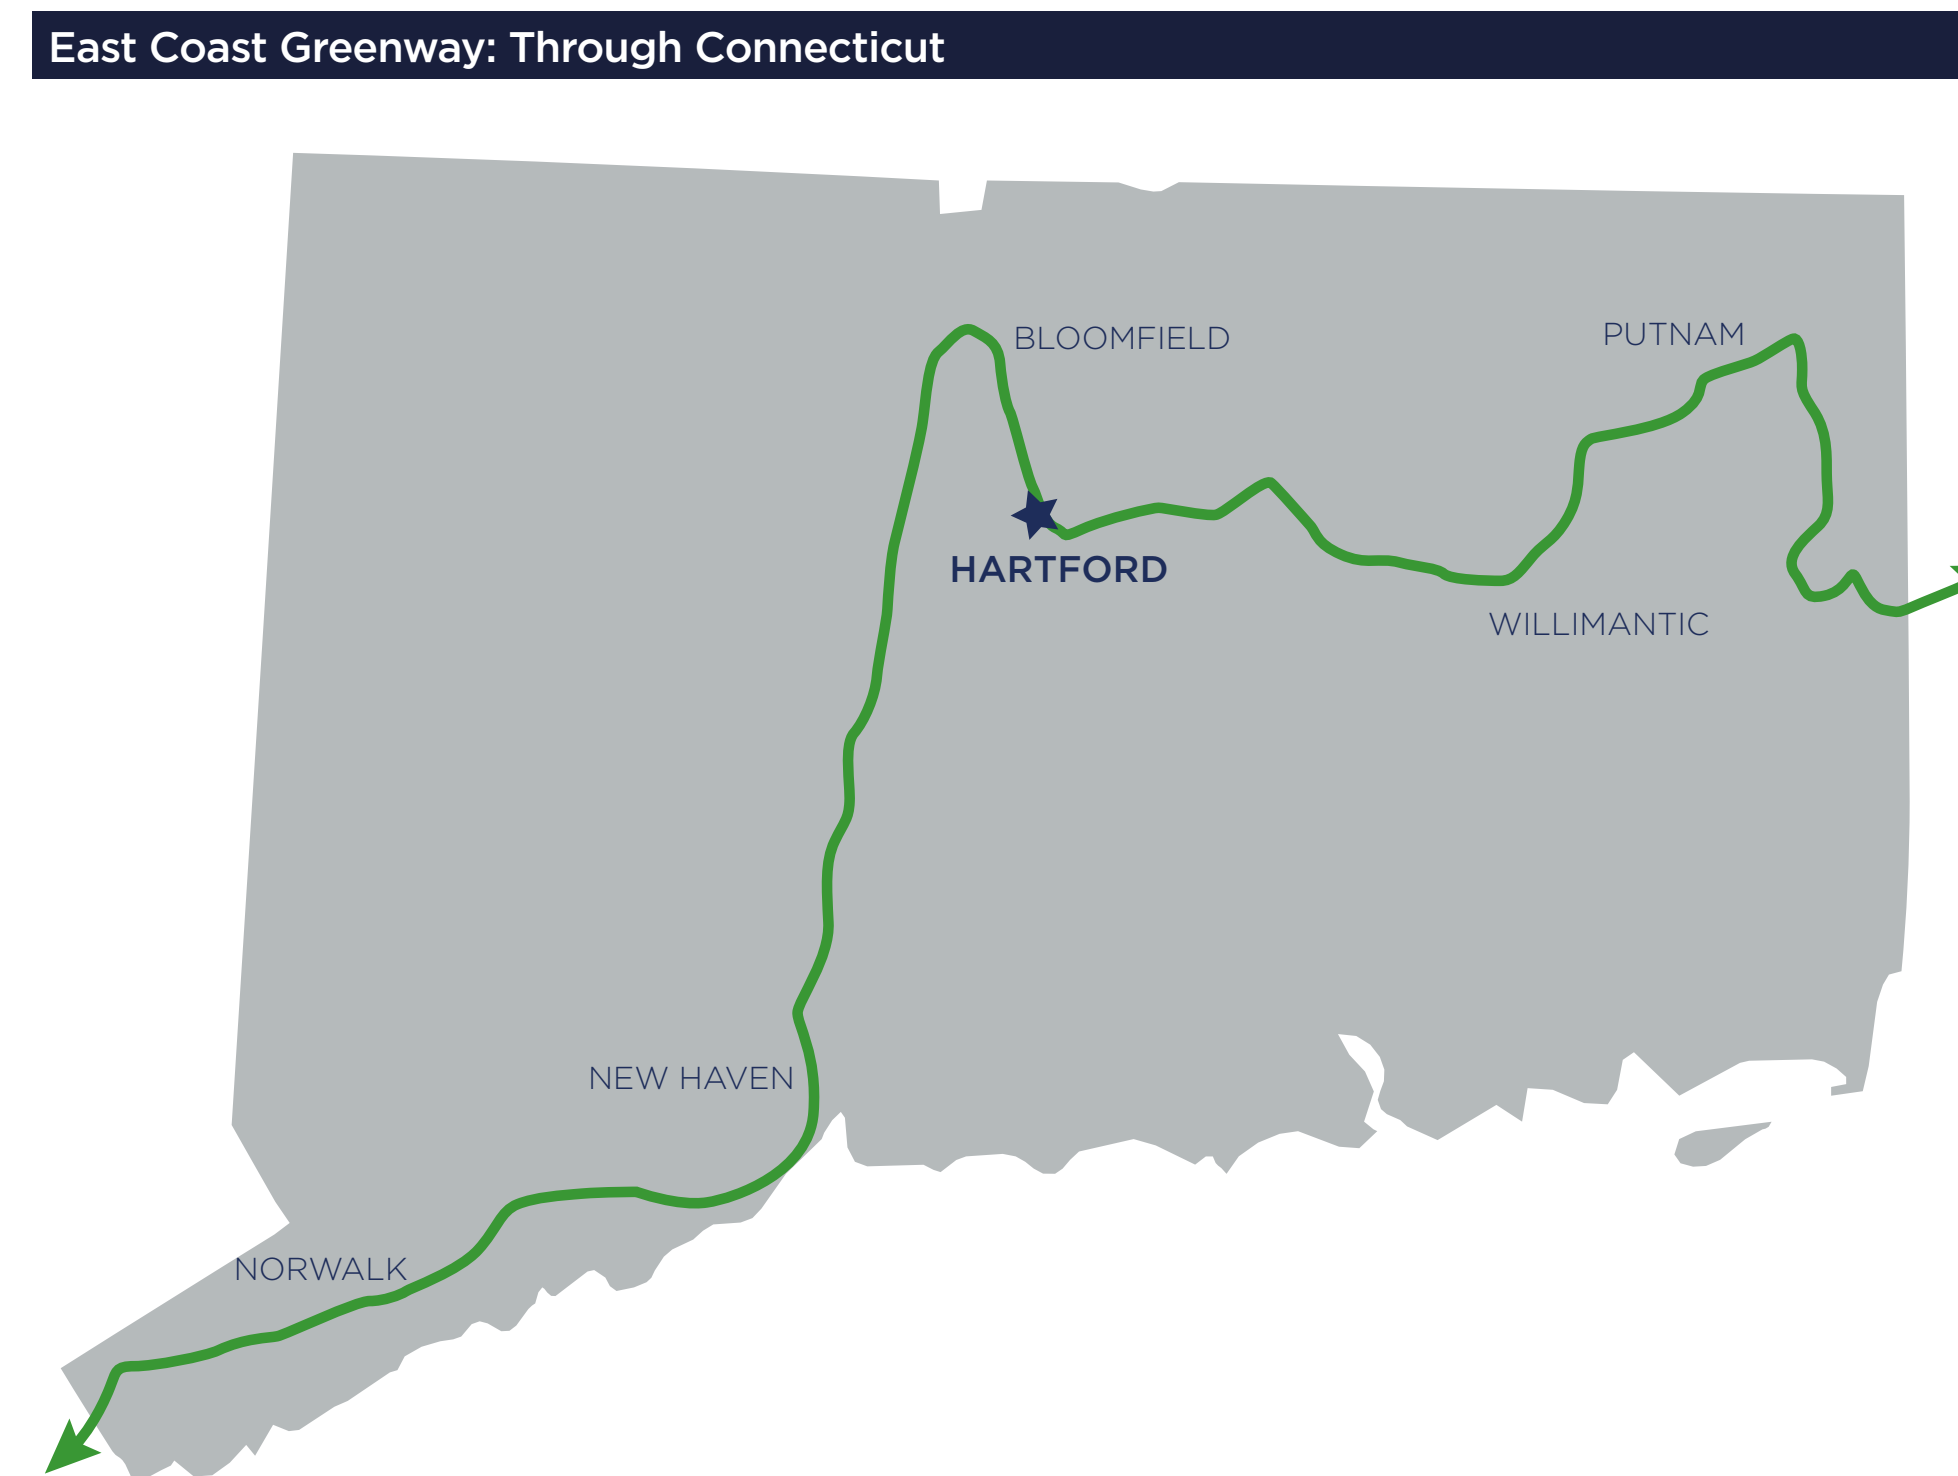 East Coast Greenway: Through Connecticut
BLOOMFIELD
PUTNAM
HARTFORD
WILLIMANTIC
NEW HAVEN
NORWALK